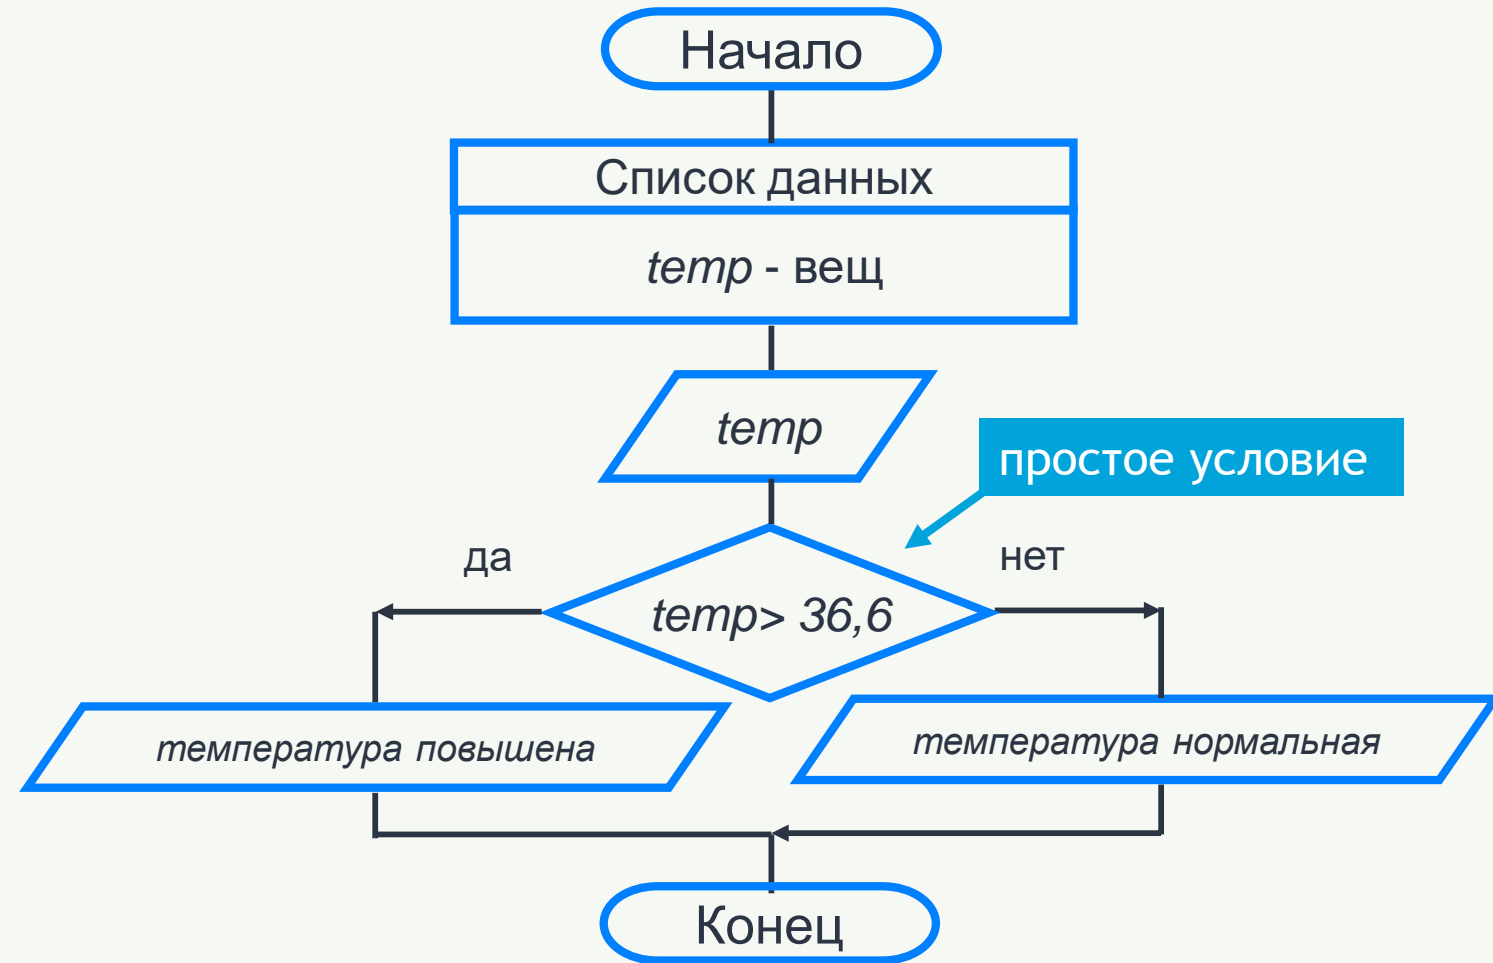 Начало
Список данных
temp - вещ
temp
простое условие
да
нет
temp> 36,6
температура повышена
температура нормальная
Конец